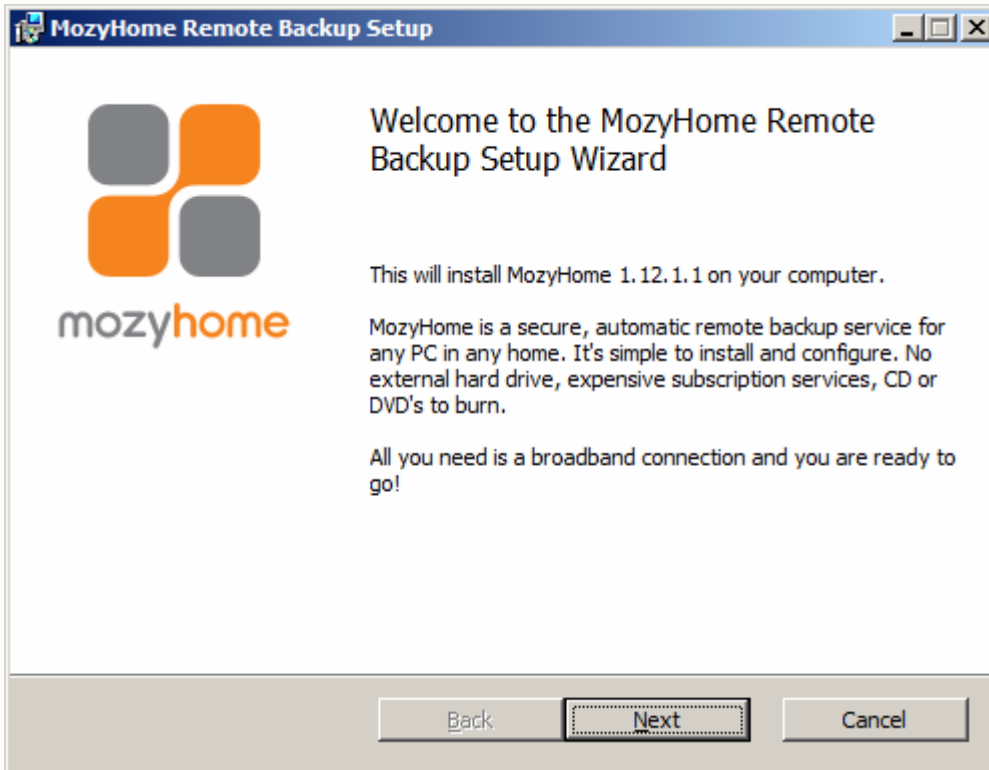 MozyHome Remote Backup Setup
Welcome to the MozyHome Remote
Backup Setup Wizard
mozyhome
This will install MozyHome 1.12.1.1 on your computer.
MozyHome is a secure, automatic remote backup service for
any PC in any home. It's simple to install and configure. No
external hard drive, expensive subscription services, CD or
DVD's to burn.
All you need is a broadband connection and you are ready to
go!
Back
Next
Cancel